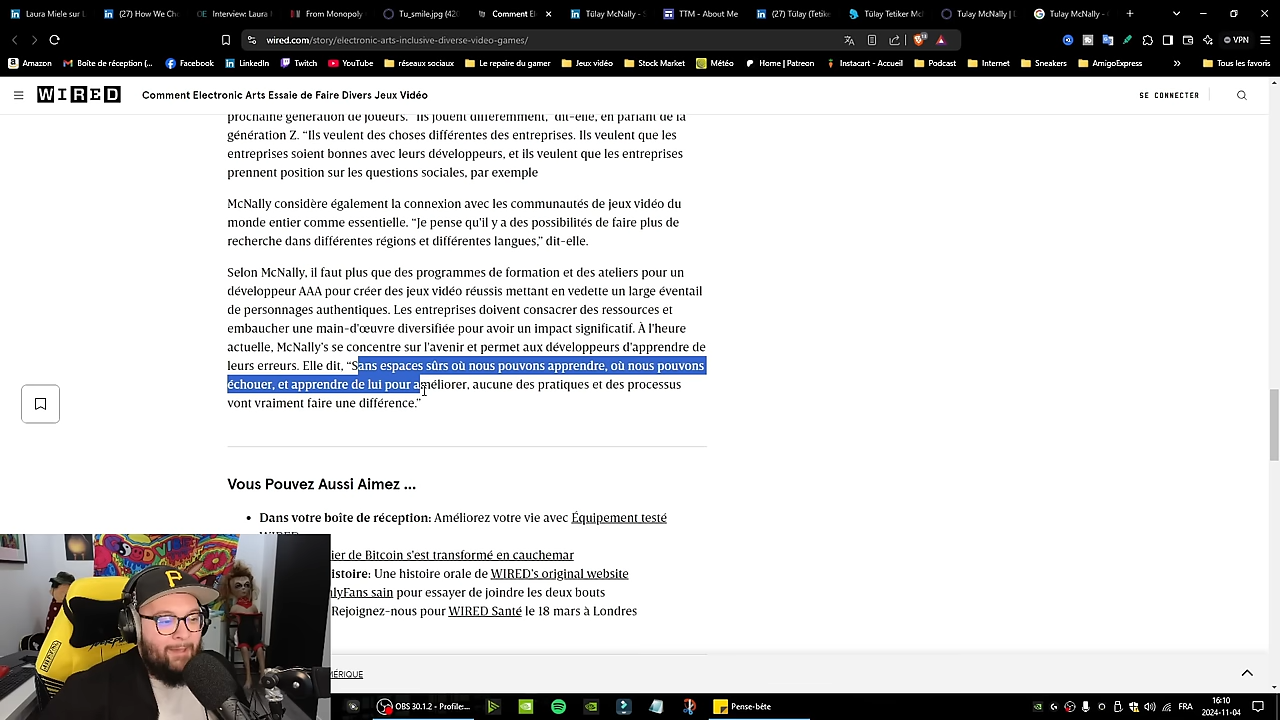 Laura Miele sur L
(27) How We Ch
Interview: Laura
From Monopoly
Tu_smile.jpg (42
Comment El
Tülay McNally -
TTM - About Me
(27) Tülay (Tetike
Tülay Tetiker McN
Tulay McNally | L
Tulay McNally -
wired.com/story/electronic-arts-inclusive-diverse-video-games/
VPN
Amazon
Boîte de réception (...
Facebook
LinkedIn
Twitch
YouTube
réseaux sociaux
Le repaire du gamer
Jeux vidéo
Stock Market
Météo
Home | Patreon
Instacart - Accueil
Podcast
Internet
Sneakers
AmigoExpress
Tous les favoris
WIRED
Comment Electronic Arts Essaie de Faire Divers Jeux Vidéo
SE CONNECTER
prochaine génération de joueurs. “Ils jouent différemment,” dit-elle, en parlant de la
génération Z. “Ils veulent des choses différentes des entreprises. Ils veulent que les
entreprises soient bonnes avec leurs développeurs, et ils veulent que les entreprises
prennent position sur les questions sociales, par exemple
McNally considère également la connexion avec les communautés de jeux vidéo du
monde entier comme essentielle. “Je pense qu'il y a des possibilités de faire plus de
recherche dans différentes régions et différentes langues,” dit-elle.
Selon McNally, il faut plus que des programmes de formation et des ateliers pour un
développeur AAA pour créer des jeux vidéo réussis mettant en vedette un large éventail
de personnages authentiques. Les entreprises doivent consacrer des ressources et
embaucher une main-d'œuvre diversifiée pour avoir un impact significatif. À l'heure
actuelle, McNally's se concentre sur l'avenir et permet aux développeurs d'apprendre de
leurs erreurs. Elle dit, “Sans espaces sûrs où nous pouvons apprendre, où nous pouvons
échouer, et apprendre de lui pour améliorer, aucune des pratiques et des processus
vont vraiment faire une différence.”
Vous Pouvez Aussi Aimez ...
Dans votre boîte de réception: Améliorez votre vie avec Équipement testé
ier de Bitcoin s'est transformé en cauchemar
istoire: Une histoire orale de WIRED's original website
lyFans sain pour essayer de joindre les deux bouts
Rejoignez-nous pour WIRED Santé le 18 mars à Londres
MÉRIQUE
P
OBS 30.1.2 - Profile:...
Pense-bête
FRA
16:10
2024-11-04